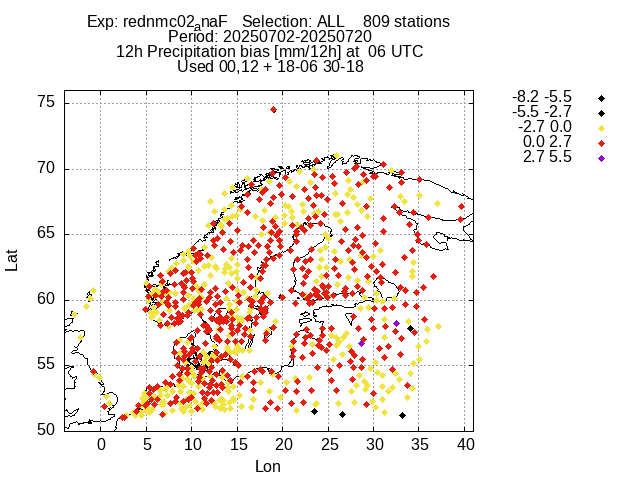 Exp: rednmc02anaF Selection: ALL 809 stations
Period: 20250702-20250720
12h Precipitation bias [mm/12h] at 06 UTC
Used 00,12 + 18-06 30-18
-8.2 -5.5
-5.5 -2.7
-2.7 0.0
0.0 2.7
2.7 5.5
75
70
65
60
55
50
Lat
0 5 10 15 20 25 30 35 40
Lon